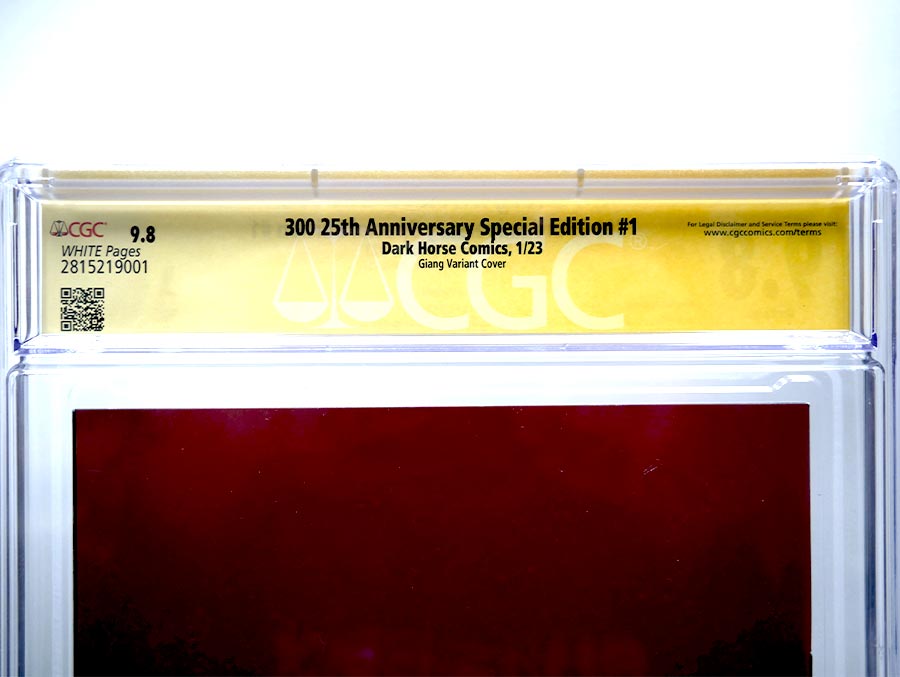 CGC 9.8
WHITE Pages
2815219001
300 25th Anniversary Special Edition #1
Dark Horse Comics, 1/23
Giang Variant Cover
For Legal Disclaimer and Service Terms please visit:
www.cgccomics.com/terms
CGC®